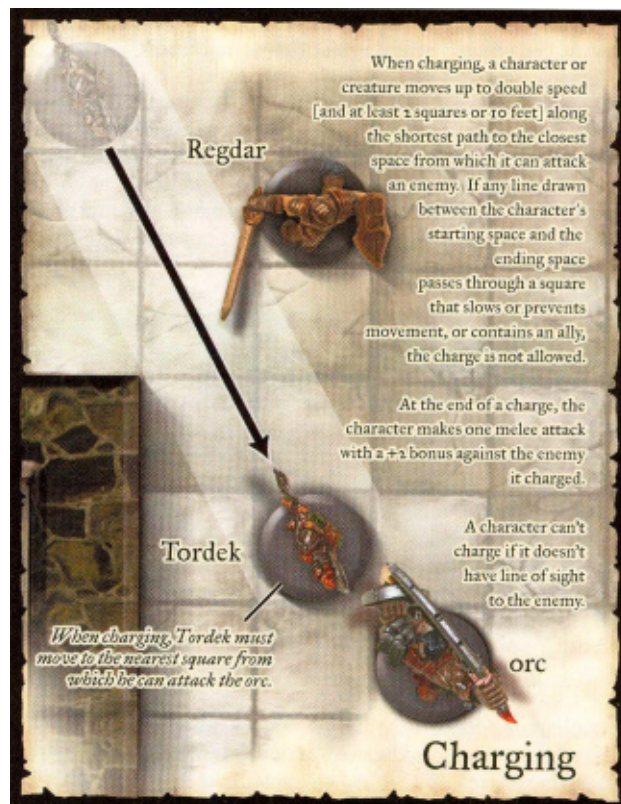 When charging, a character or
creature moves up to double speed
[and at least 2 squares or 10 feet] along
the shortest path to the closest
space from which it can attack
an enemy. If any line drawn
between the character's
starting space and the
ending space
passes through a square
that slows or prevents
movement, or contains an ally,
the charge is not allowed.
Regdar
At the end of a charge, the
character makes one melee attack
with a +2 bonus against the enemy
it charged.
A character can't
charge if it doesn't
have line of sight
to the enemy.
Tordek
When charging, Tordek must
move to the nearest square from
which he can attack the orc.
orc
Charging